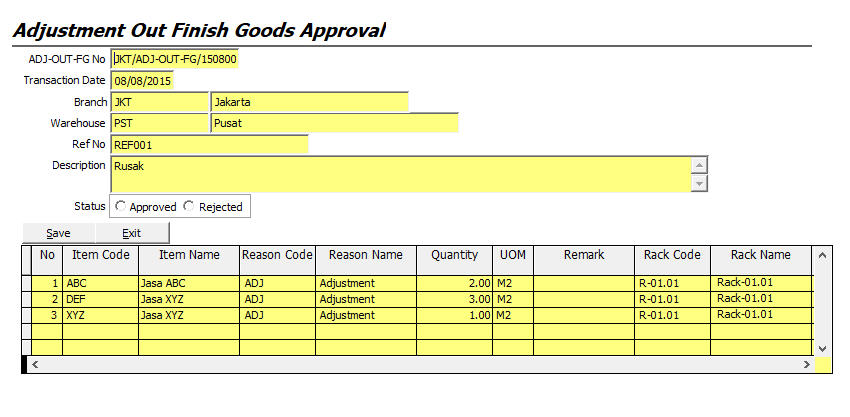 Adjustment Out Finish Goods Approval
ADJ-OUT-FG No JKT/ADJ-OUT-FG/150800
Transaction Date 08/08/2015
Branch JKT Jakarta
Warehouse PST Pusat
Ref No REF001
Description Rusak
Status Approved Rejected
Save Exit
No Item Code Item Name Reason Code Reason Name Quantity UOM Remark Rack Code Rack Name
1 ABC Jasa ABC ADJ Adjustment 2.00 M2 R-01.01 Rack-01.01
2 DEF Jasa XYZ ADJ Adjustment 3.00 M2 R-01.01 Rack-01.01
3 XYZ Jasa XYZ ADJ Adjustment 1.00 M2 R-01.01 Rack-01.01